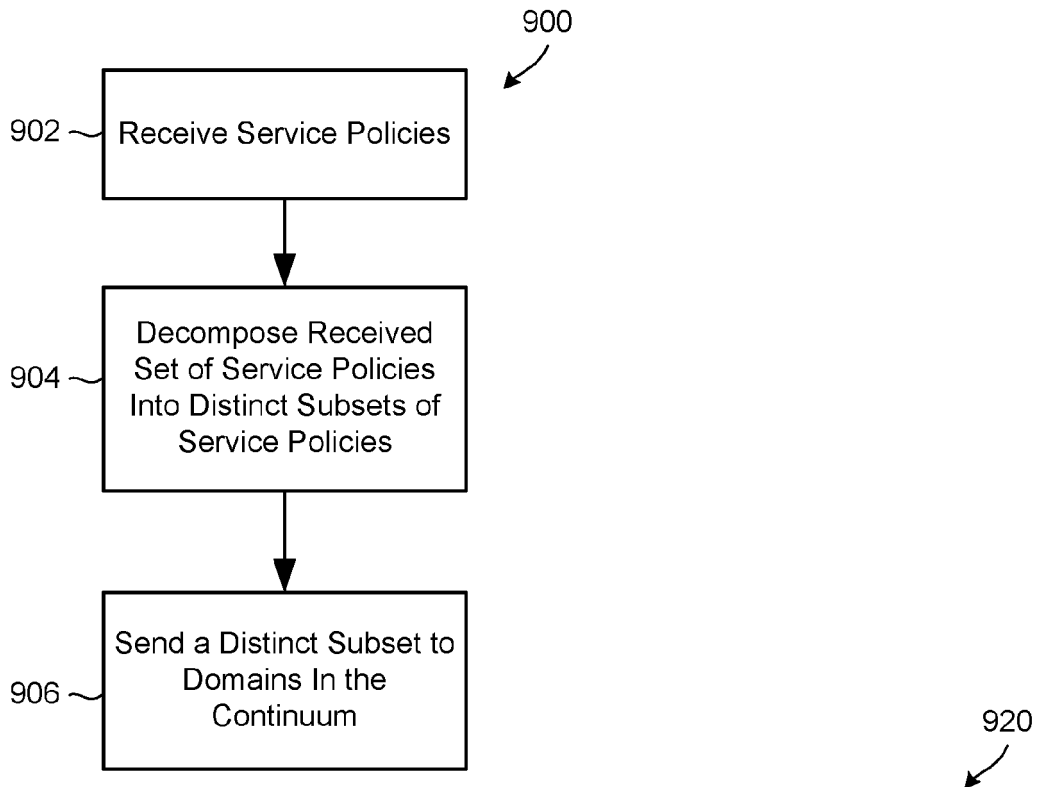 900
902
Receive Service Policies
904
Decompose Received
Set of Service Policies
Into Distinct Subsets of
Service Policies
906
Send a Distinct Subset to
Domains In the
Continuum
920